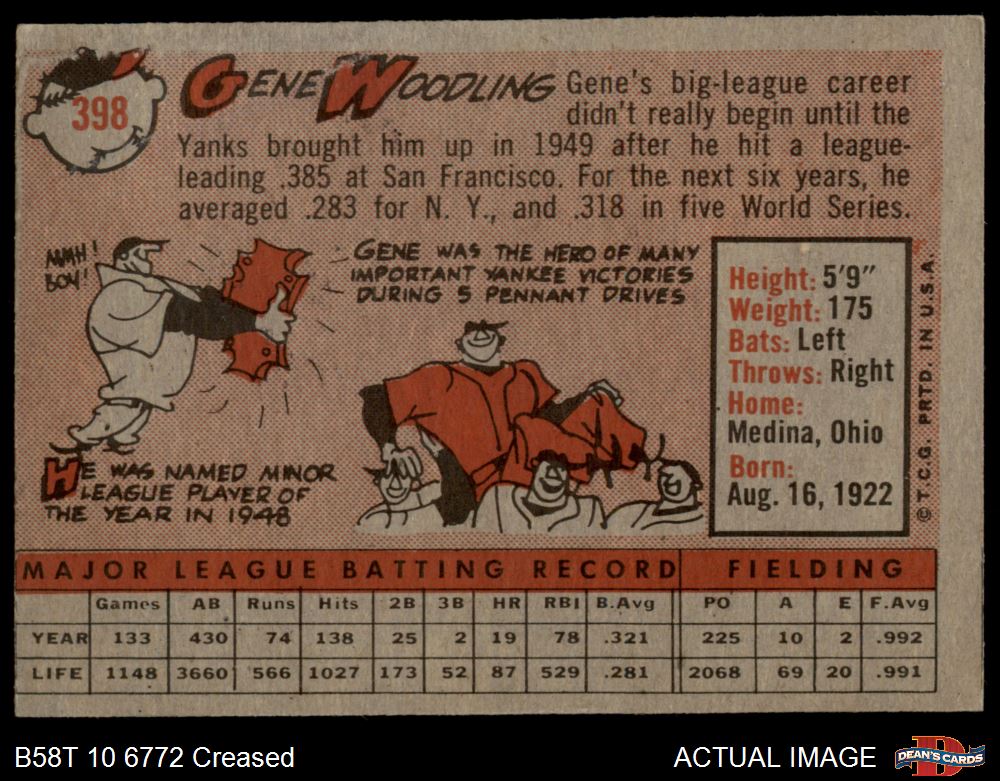 398
GENE WOODLING
Gene's big-league career
didn't really begin until the
Yanks brought him up in 1949 after he hit a league-
leading .385 at San Francisco. For the next six years, he
averaged .283 for N. Y., and .318 in five World Series.
AHAH!
BOY!
GENE WAS THE HERO OF MANY
IMPORTANT YANKEE VICTORIES
DURING 5 PENNANT DRIVES
HE WAS NAMED MINOR
LEAGUE PLAYER OF
THE YEAR IN 1948
Height: 5'9"
Weight: 175
Bats: Left
Throws: Right
Home:
Medina, Ohio
Born:
Aug. 16, 1922
© T.C.G. PRTD. IN U.S.A.
MAJOR LEAGUE BATTING RECORD FIELDING
Games AB Runs Hits 2B 3B HR RBI B.Avg PO A E F.Avg
YEAR 133 430 74 138 25 2 19 78 .321 225 10 2 .992
LIFE 1148 3660 566 1027 173 52 87 529 .281 2068 69 20 .991
B58T 10 6772 Creased
ACTUAL IMAGE
D
DEAN'S CARDS